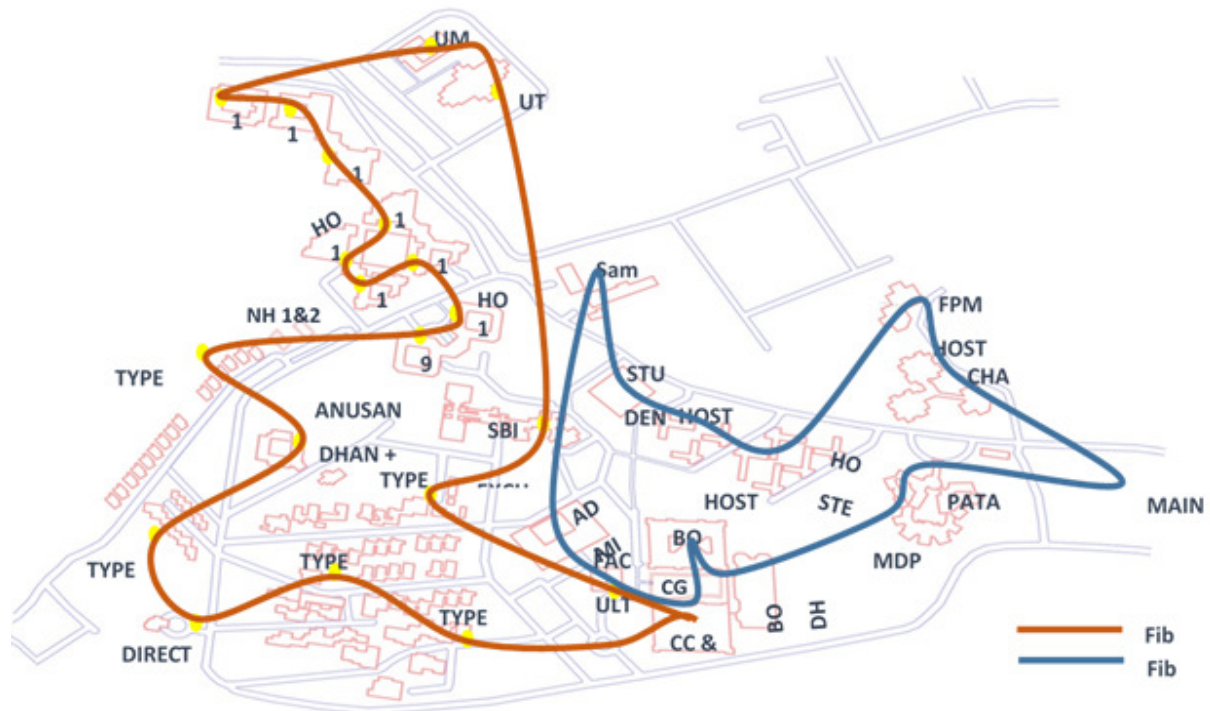 UM
UT
1
1
1
HO
1
1
1
1
HO
1
NH 1&2
9
TYPE
Sam
FPM
HOST
CHA
STU
DEN HOST
ANUSAN
DHAN +
SBI
TYPE
HO
STE
HOST
PATA
MAIN
AD
MI
FAC
BO
MDP
TYPE
TYPE
CG
ULT
BO
DH
TYPE
CC &
DIRECT
Fib
Fib